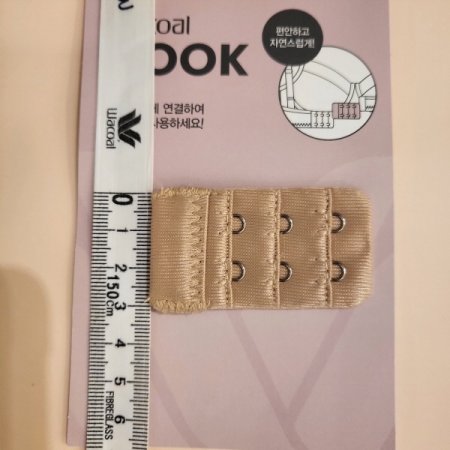 coal
OOK
편안하고
자연스럽게!
연결하여
사용하세요!
Wacoal
0
1
2
150cm
3
4
5
6
FIBREGLASS